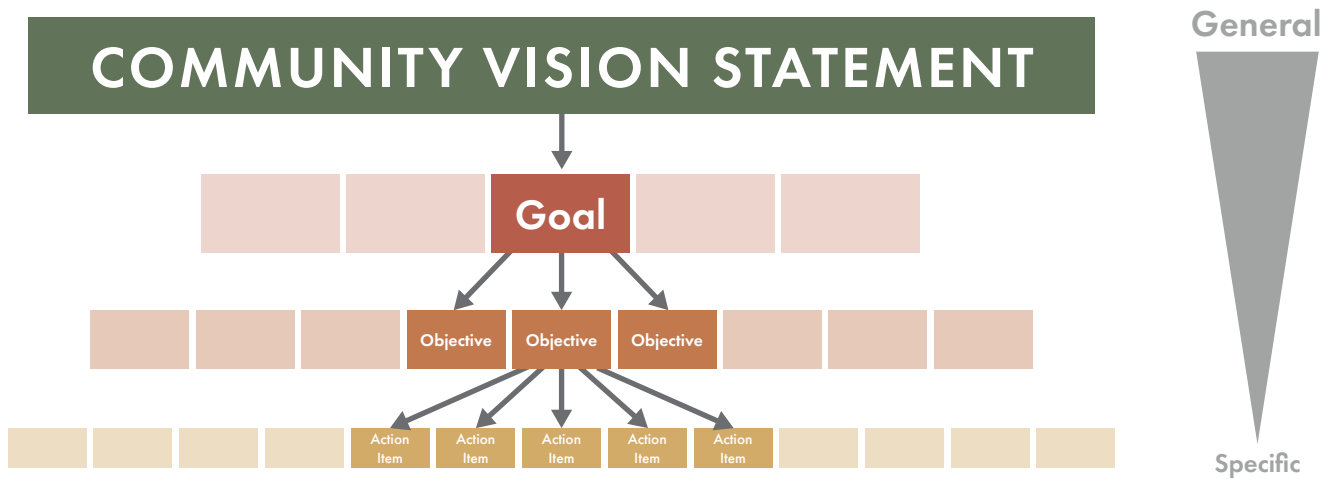 COMMUNITY VISION STATEMENT
General
Goal
Objective
Objective
Objective
Action
Item
Action
Item
Action
Item
Action
Item
Action
Item
Specific